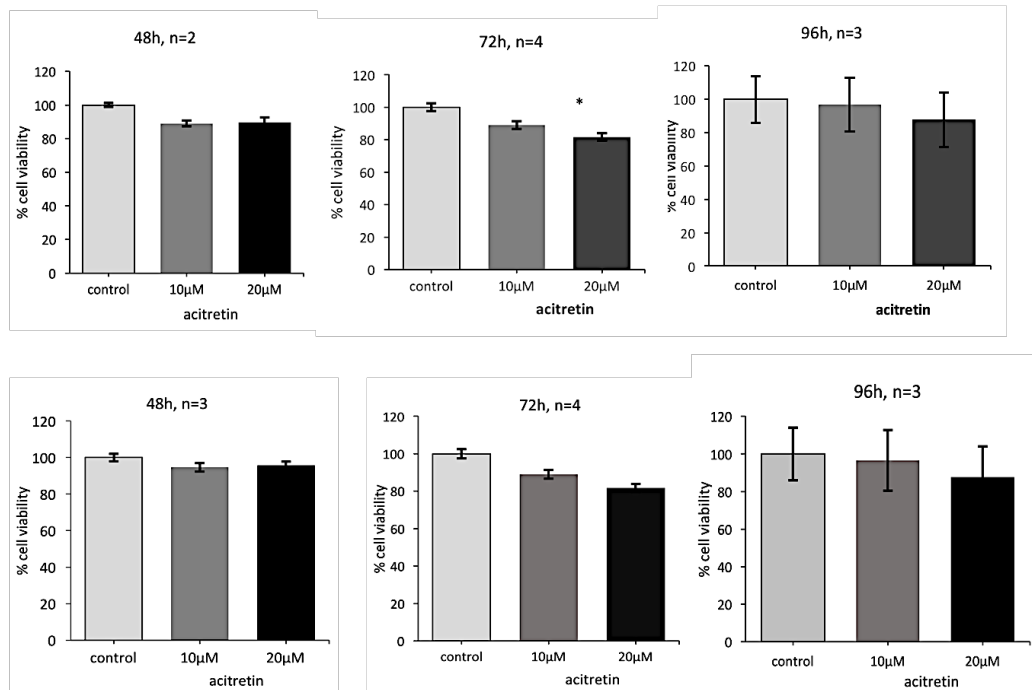 48h, n=2
% cell viability
120
100
80
60
40
20
0
control 10µM 20µM
acitretin
72h, n=4
*
% cell viability
120
100
80
60
40
20
0
control 10µM 20µM
acitretin
96h, n=3
% cell viability
120
100
80
60
40
20
0
control 10µM 20µM
acitretin
48h, n=3
% cell viability
120
100
80
60
40
20
0
control 10µM 20µM
acitretin
72h, n=4
% cell viability
120
100
80
60
40
20
0
control 10µM 20µM
acitretin
96h, n=3
% cell viability
120
100
80
60
40
20
0
control 10µM 20µM
acitretin